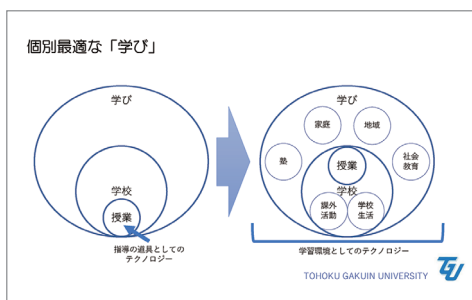 個別最適な「学び」
学び
学校
授業
指導の道具としての
テクノロジー
学び
家庭
地域
塾
社会
教育
授業
学校
課外
活動
学校
生活
学習環境としてのテクノロジー
TOHOKU GAKUIN UNIVERSITY
TG